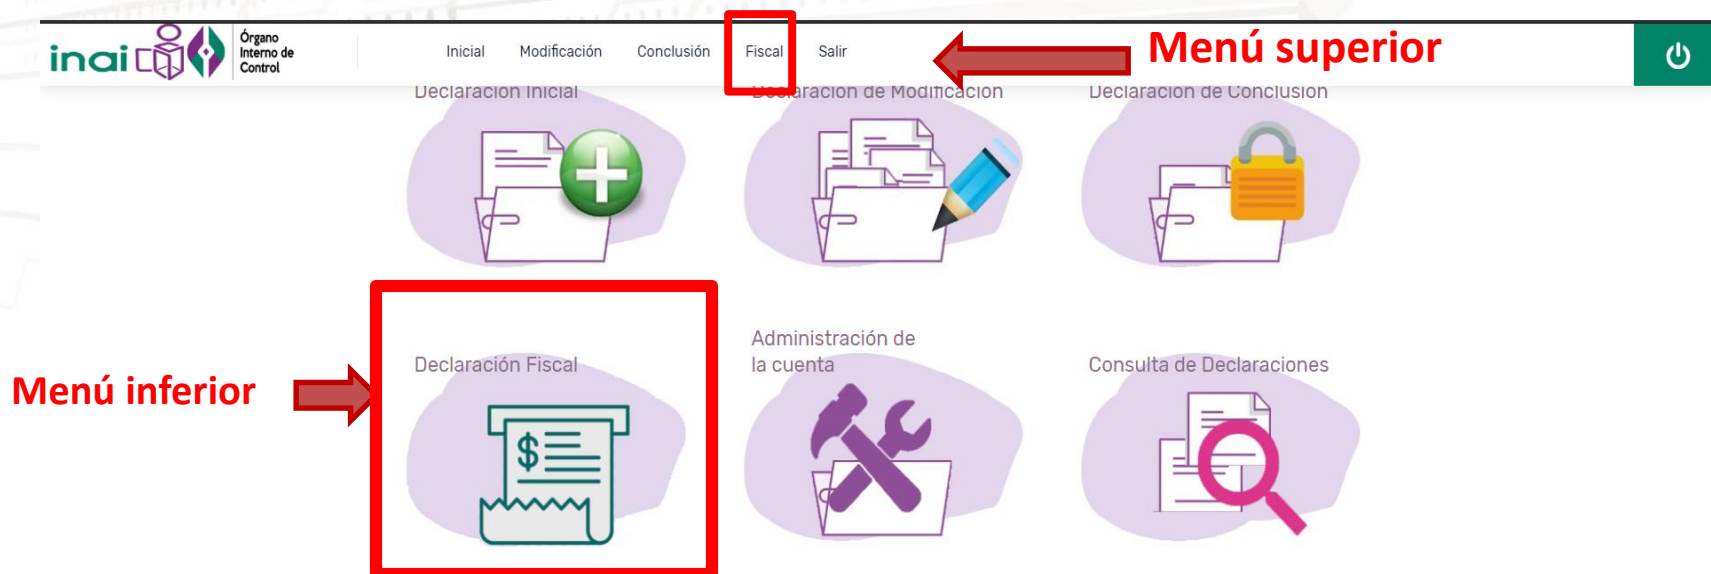 inai
Órgano
Interno de
Control
Inicial Modificación Conclusión Fiscal Salir
Menú superior
Declaración Inicial
Declaración de Modificación
Declaración de Conclusión
Declaración Fiscal
Administración de
la cuenta
Consulta de Declaraciones
Menú inferior
$